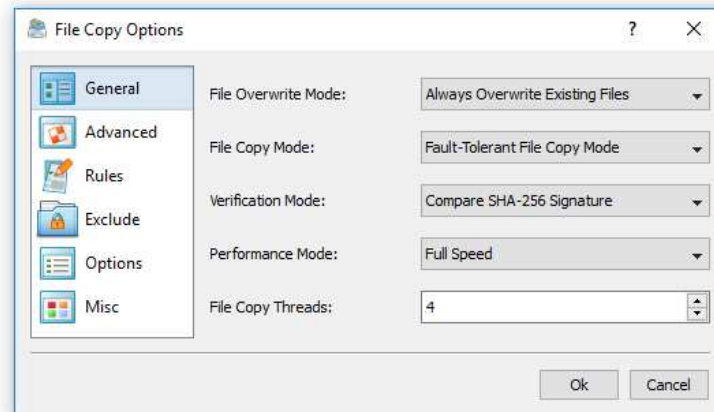 File Copy Options
?
General
Advanced
Rules
Exclude
Options
Misc
File Overwrite Mode: Always Overwrite Existing Files
File Copy Mode: Fault-Tolerant File Copy Mode
Verification Mode: Compare SHA-256 Signature
Performance Mode: Full Speed
File Copy Threads: 4
Ok Cancel